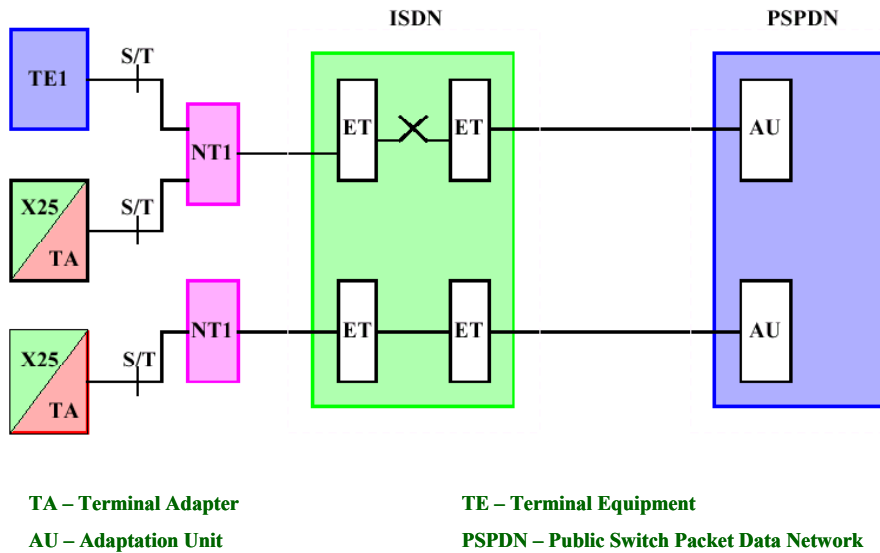 ISDN
PSPDN
TE1
S/T
NT1
ET
ET
AU
X25
TA
S/T
X25
TA
S/T
NT1
ET
ET
AU
TA – Terminal Adapter
TE – Terminal Equipment
AU – Adaptation Unit
PSPDN – Public Switch Packet Data Network